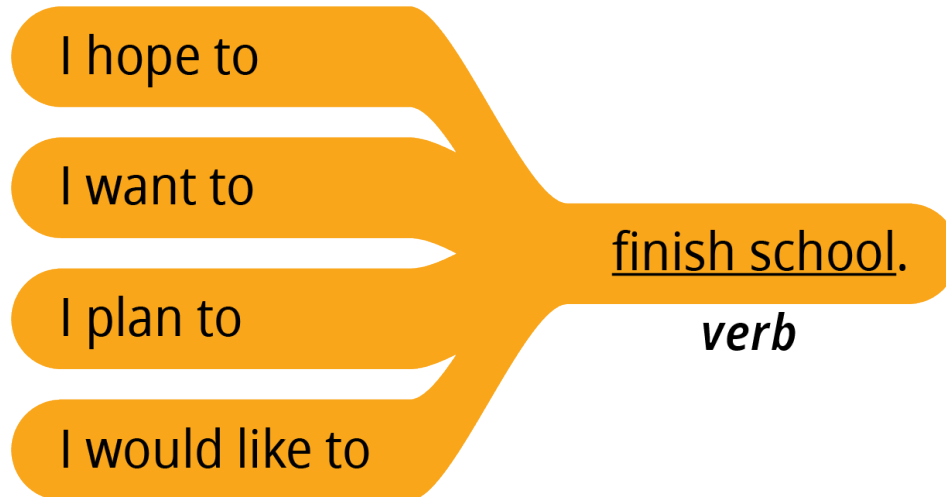 I hope to
I want to
I plan to
I would like to
finish school.
verb